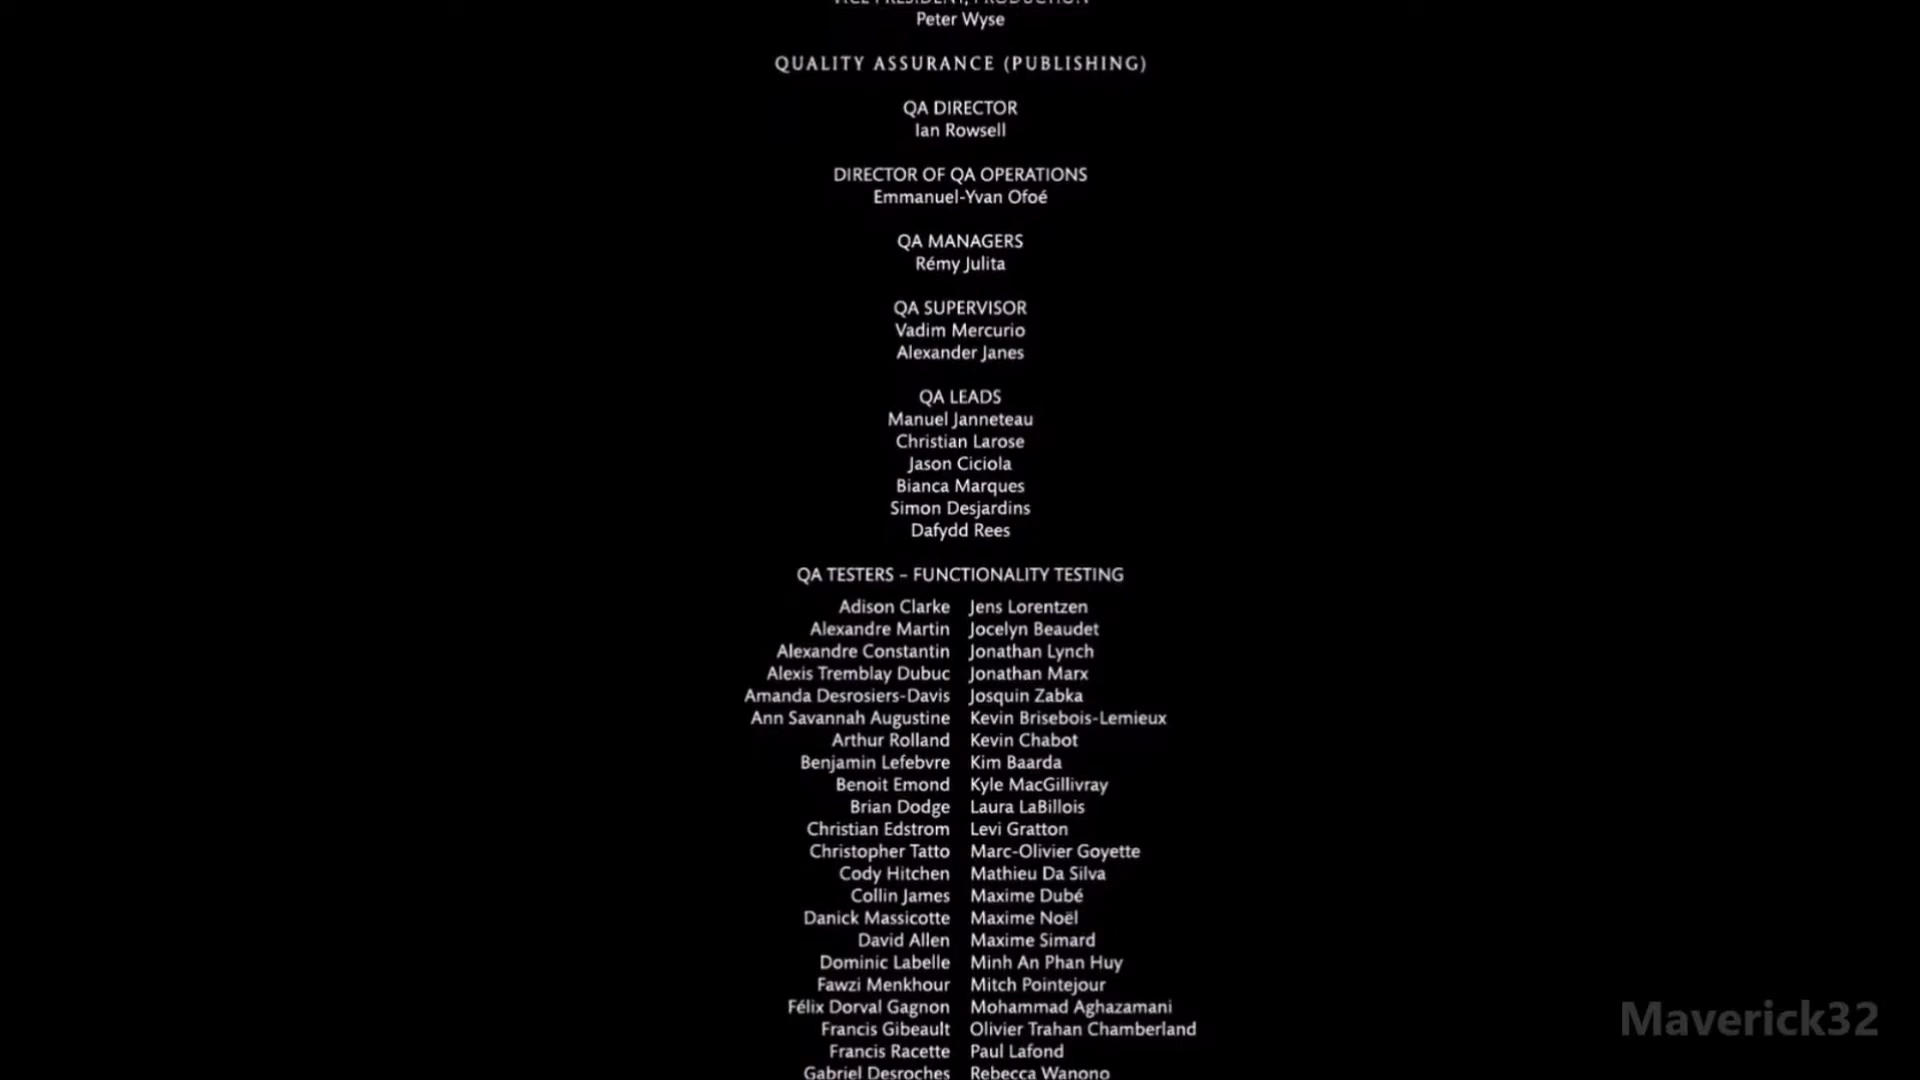 VICE PRESIDENT, PRODUCTION
Peter Wyse
QUALITY ASSURANCE (PUBLISHING)
QA DIRECTOR
Ian Rowsell
DIRECTOR OF QA OPERATIONS
Emmanuel-Yvan Ofoé
QA MANAGERS
Rémy Julita
QA SUPERVISOR
Vadim Mercurio
Alexander Janes
QA LEADS
Manuel Janneteau
Christian Larose
Jason Ciciola
Bianca Marques
Simon Desjardins
Dafydd Rees
QA TESTERS – FUNCTIONALITY TESTING
Adison Clarke Jens Lorentzen
Alexandre Martin Jocelyn Beaudet
Alexandre Constantin Jonathan Lynch
Alexis Tremblay Dubuc Jonathan Marx
Amanda Desrosiers-Davis Josquin Zabka
Ann Savannah Augustine Kevin Brisebois-Lemieux
Arthur Rolland Kevin Chabot
Benjamin Lefebvre Kim Baarda
Benoit Emond Kyle MacGillivray
Brian Dodge Laura LaBillois
Christian Edstrom Levi Gratton
Christopher Tatto Marc-Olivier Goyette
Cody Hitchen Mathieu Da Silva
Collin James Maxime Dubé
Danick Massicotte Maxime Noël
David Allen Maxime Simard
Dominic Labelle Minh An Phan Huy
Fawzi Menkhour Mitch Pointejour
Félix Dorval Gagnon Mohammad Aghazamani
Francis Gibeault Olivier Trahan Chamberland
Francis Racette Paul Lafond
Gabriel Desroches Rebecca Wanono
Maverick32